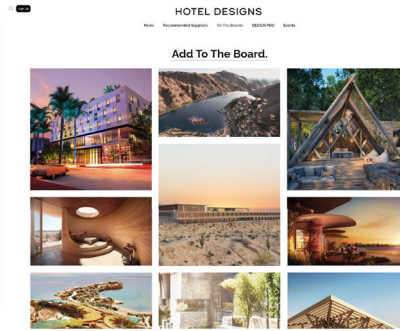 Sign Up
HOTEL DESIGNS
News Recommended Suppliers On The Boards DESIGN POD Events
Add To The Board.